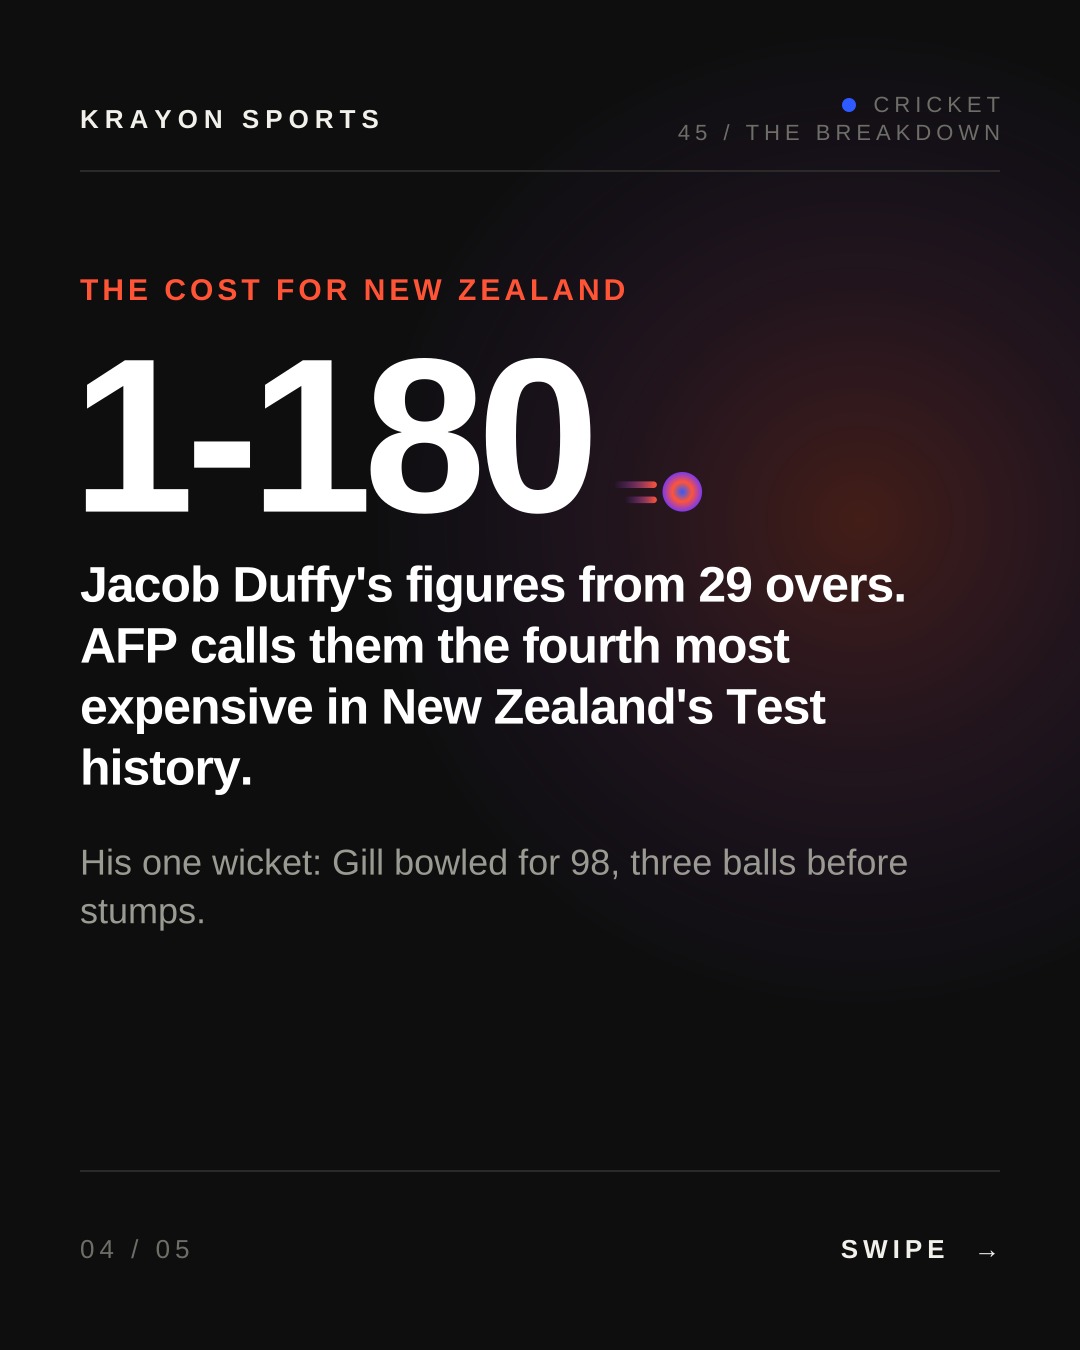 KRAYON SPORTS
CRICKET
45 / THE BREAKDOWN
THE COST FOR NEW ZEALAND
1-180
Jacob Duffy's figures from 29 overs.
AFP calls them the fourth most
expensive in New Zealand's Test
history.
His one wicket: Gill bowled for 98, three balls before
stumps.
04 / 05
SWIPE →